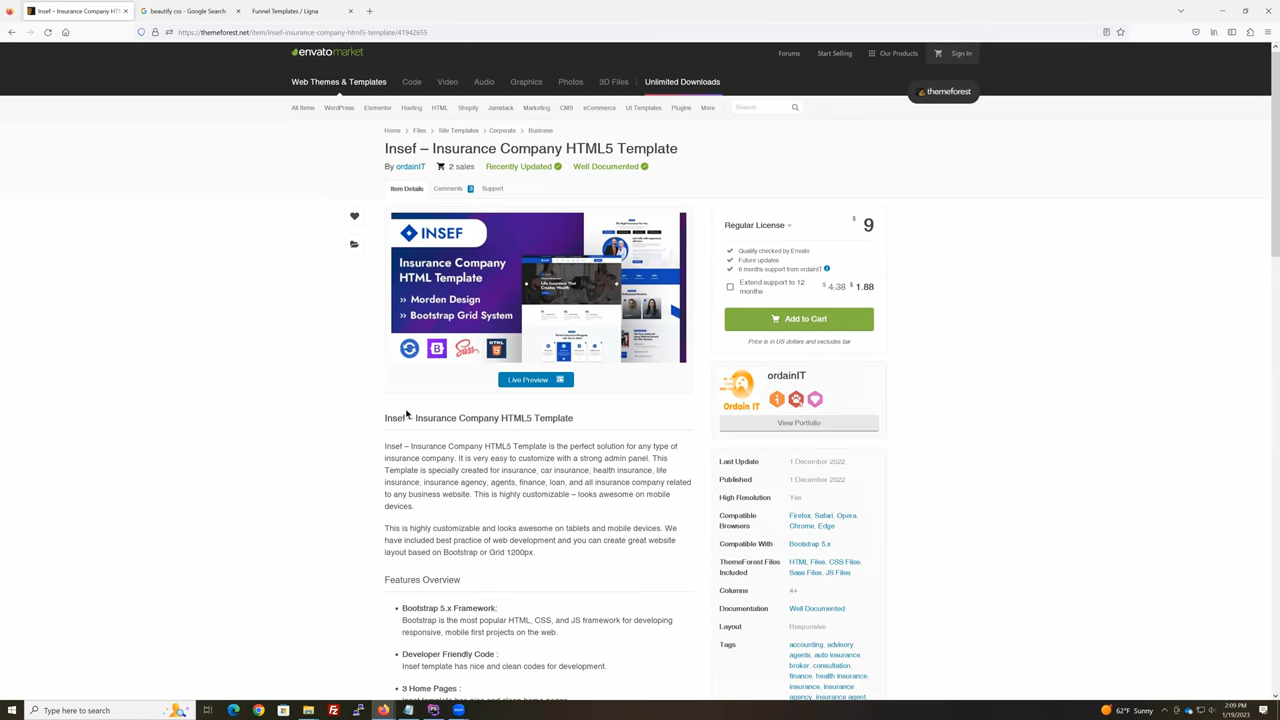 Insef – Insurance Company HTM
beautify css - Google Search
Funnel Templates / Ligna
https://themeforest.net/item/insef-insurance-company-html5-template/41942655
envatomarket
Forums
Start Selling
Our Products
Sign In
Web Themes & Templates
Code
Video
Audio
Graphics
Photos
3D Files
Unlimited Downloads
themeforest
All Items
WordPress
Elementor
Hosting
HTML
Shopify
Jamstack
Marketing
CMS
eCommerce
UI Templates
Plugins
More
Search
Home > Files > Site Templates > Corporate > Business
Insef – Insurance Company HTML5 Template
By ordainIT
2 sales
Recently Updated
Well Documented
Item Details
Comments
3
Support
INSEF
Insurance Company
HTML Template
» Morden Design
» Bootstrap Grid System
Life Insurance That
Creates Wealth
Sass
HTML
Live Preview
Regular License
$ 9
Quality checked by Envato
Future updates
6 months support from ordainIT
Extend support to 12
months
$ 4.38 $ 1.88
Add to Cart
Price is in US dollars and excludes tax
Ordain IT
ordainIT
View Portfolio
Insef – Insurance Company HTML5 Template
Insef – Insurance Company HTML5 Template is the perfect solution for any type of
insurance company. It is very easy to customize with a strong admin panel. This
Template is specially created for insurance, car insurance, health insurance, life
insurance, insurance agency, agents, finance, loan, and all insurance company related
to any business website. This is highly customizable – looks awesome on mobile
devices.
This is highly customizable and looks awesome on tablets and mobile devices. We
have included best practice of web development and you can create great website
layout based on Bootstrap or Grid 1200px.
Features Overview
• Bootstrap 5.x Framework:
Bootstrap is the most popular HTML, CSS, and JS framework for developing
responsive, mobile first projects on the web.
• Developer Friendly Code :
Insef template has nice and clean codes for development.
• 3 Home Pages :
Last Update
1 December 2022
Published
1 December 2022
High Resolution
Yes
Compatible
Browsers
Firefox, Safari, Opera,
Chrome, Edge
Compatible With
Bootstrap 5.x
ThemeForest Files
Included
HTML Files, CSS Files,
Sass Files, JS Files
Columns
4+
Documentation
Well Documented
Layout
Responsive
Tags
accounting, advisory,
agents, auto insurance,
broker, consultation,
finance, health insurance,
insurance, insurance
agency, insurance agent,
Type here to search
62°F Sunny
2:09 PM
1/19/2023